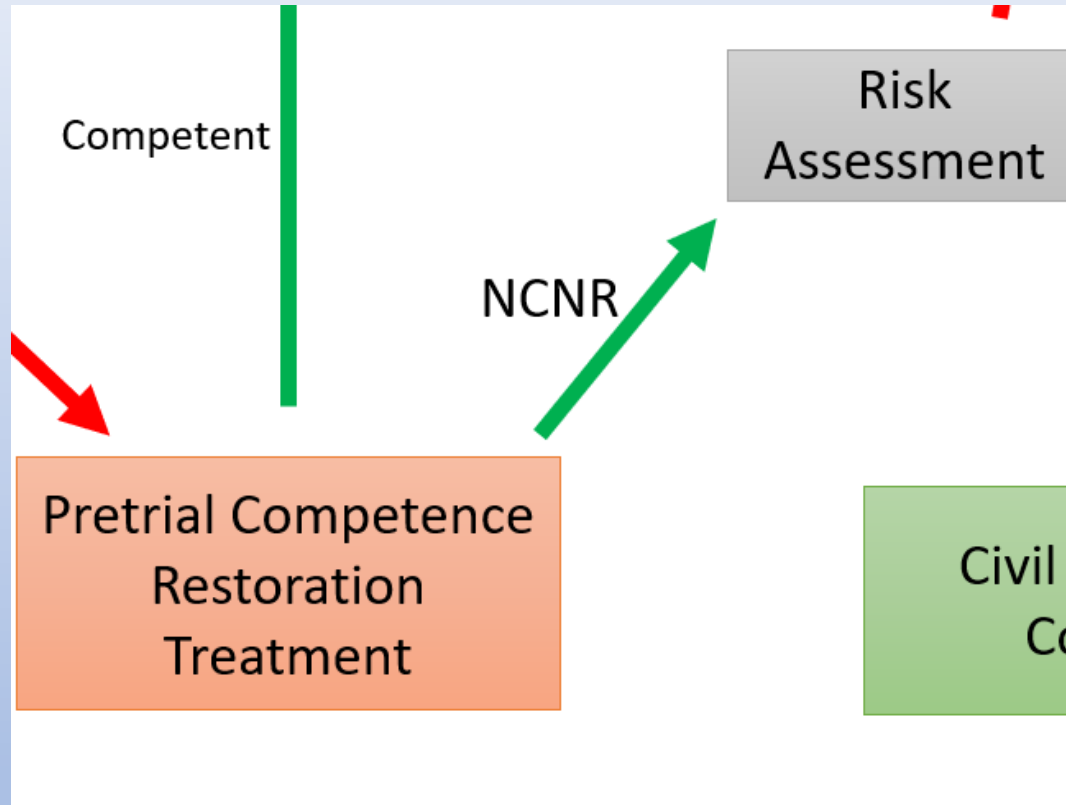 Risk
Assessment
Competent
NCNR
Pretrial Competence
Restoration
Treatment
Civil